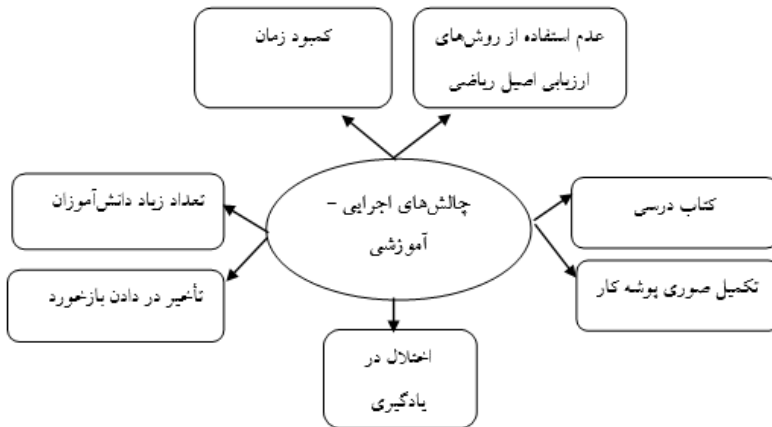 عدم استفاده از روش‌های
ارزیابی اصیل ریاضی
کمبود زمان
چالش‌های اجرایی –
آموزشی
کتاب درسی
تعداد زیاد دانش‌آموزان
تکمیل صوری پوشه کار
تأخیر در دادن بازخورد
اختلال در
یادگیری